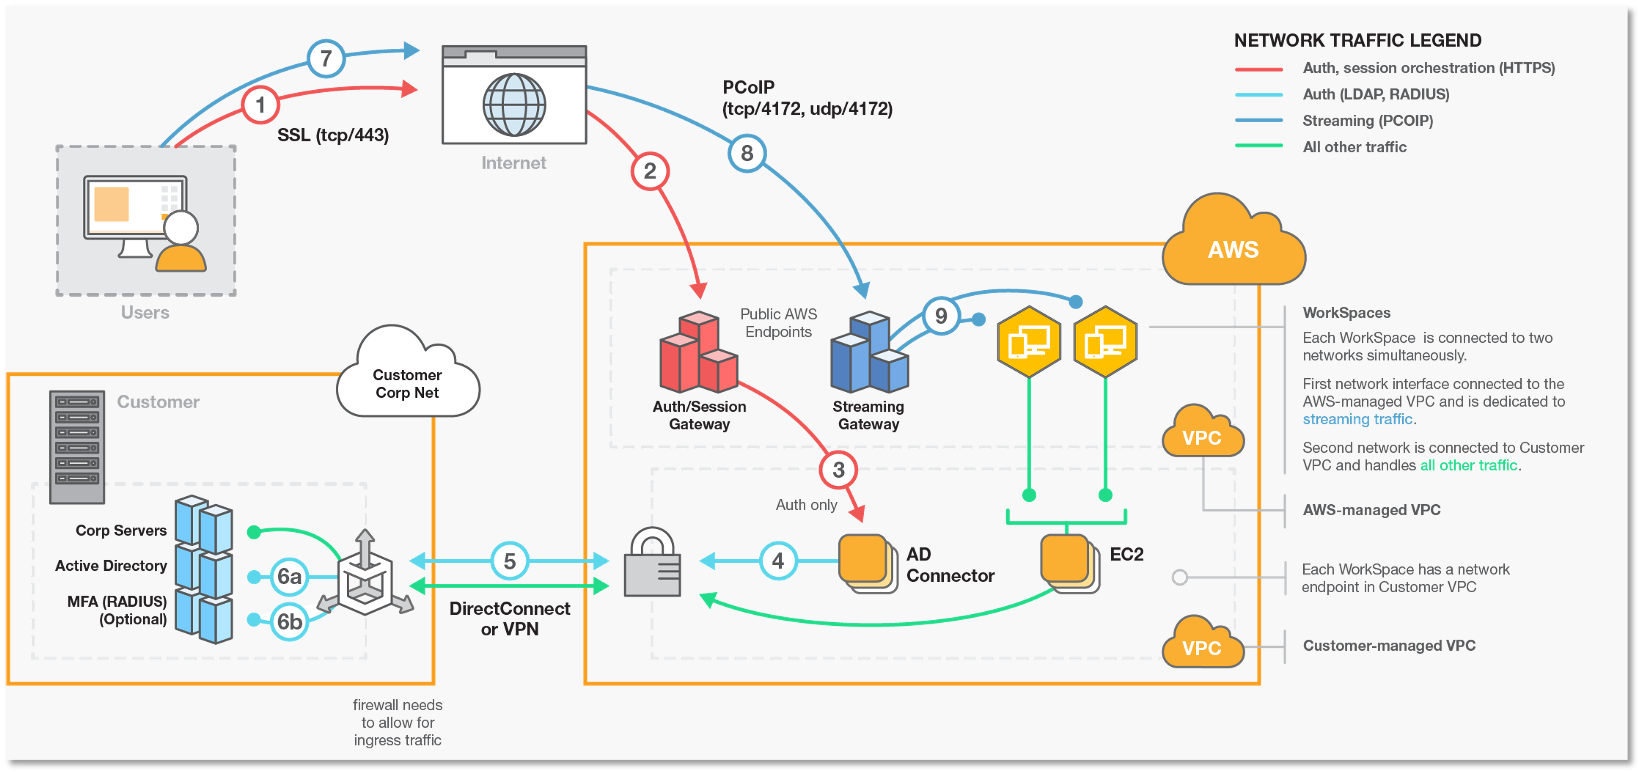 NETWORK TRAFFIC LEGEND
Auth, session orchestration (HTTPS)
Auth (LDAP, RADIUS)
Streaming (PCOIP)
All other traffic
7
1
SSL (tcp/443)
Internet
PCoIP
(tcp/4172, udp/4172)
8
2
Users
AWS
Public AWS
Endpoints
9
Auth/Session
Gateway
Streaming
Gateway
WorkSpaces
Each WorkSpace is connected to two
networks simultaneously.
First network interface connected to the
AWS-managed VPC and is dedicated to
streaming traffic.
Second network is connected to Customer
VPC and handles all other traffic.
VPC
AWS-managed VPC
Customer
Corp Net
Customer
3
Auth only
Corp Servers
Active Directory
MFA (RADIUS)
(Optional)
6a
6b
5
DirectConnect
or VPN
4
AD
Connector
EC2
Each WorkSpace has a network
endpoint in Customer VPC
VPC
Customer-managed VPC
firewall needs
to allow for
ingress traffic